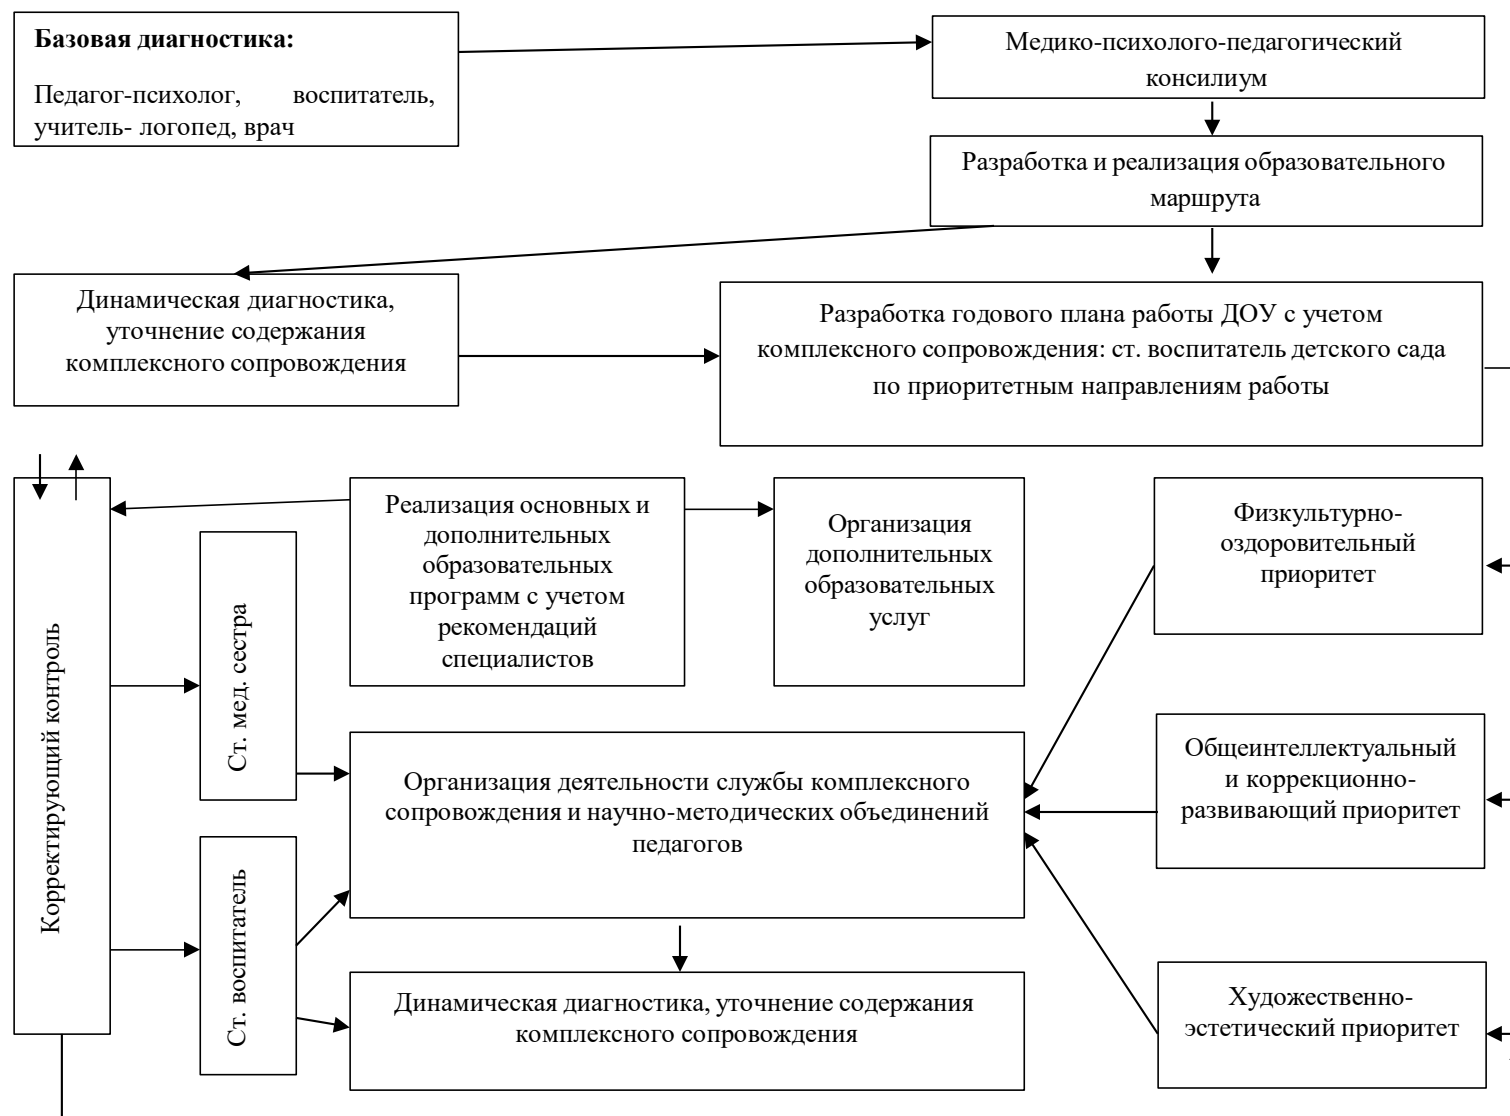 Базовая диагностика:
Педагог-психолог, воспитатель,
учитель- логопед, врач
Медико-психолого-педагогический
консилиум
Разработка и реализация образовательного
маршрута
Динамическая диагностика,
уточнение содержания
комплексного сопровождения
Разработка годового плана работы ДОУ с учетом
комплексного сопровождения: ст. воспитатель детского сада
по приоритетным направлениям работы
Корректирующий контроль
Ст. мед. сестра
Ст. воспитатель
Реализация основных и
дополнительных
образовательных
программ с учетом
рекомендаций
специалистов
Организация
дополнительных
образовательных
услуг
Физкультурно-
оздоровительный
приоритет
Организация деятельности службы комплексного
сопровождения и научно-методических объединений
педагогов
Общеинтеллектуальный
и коррекционно-
развивающий приоритет
Динамическая диагностика, уточнение содержания
комплексного сопровождения
Художественно-
эстетический приоритет